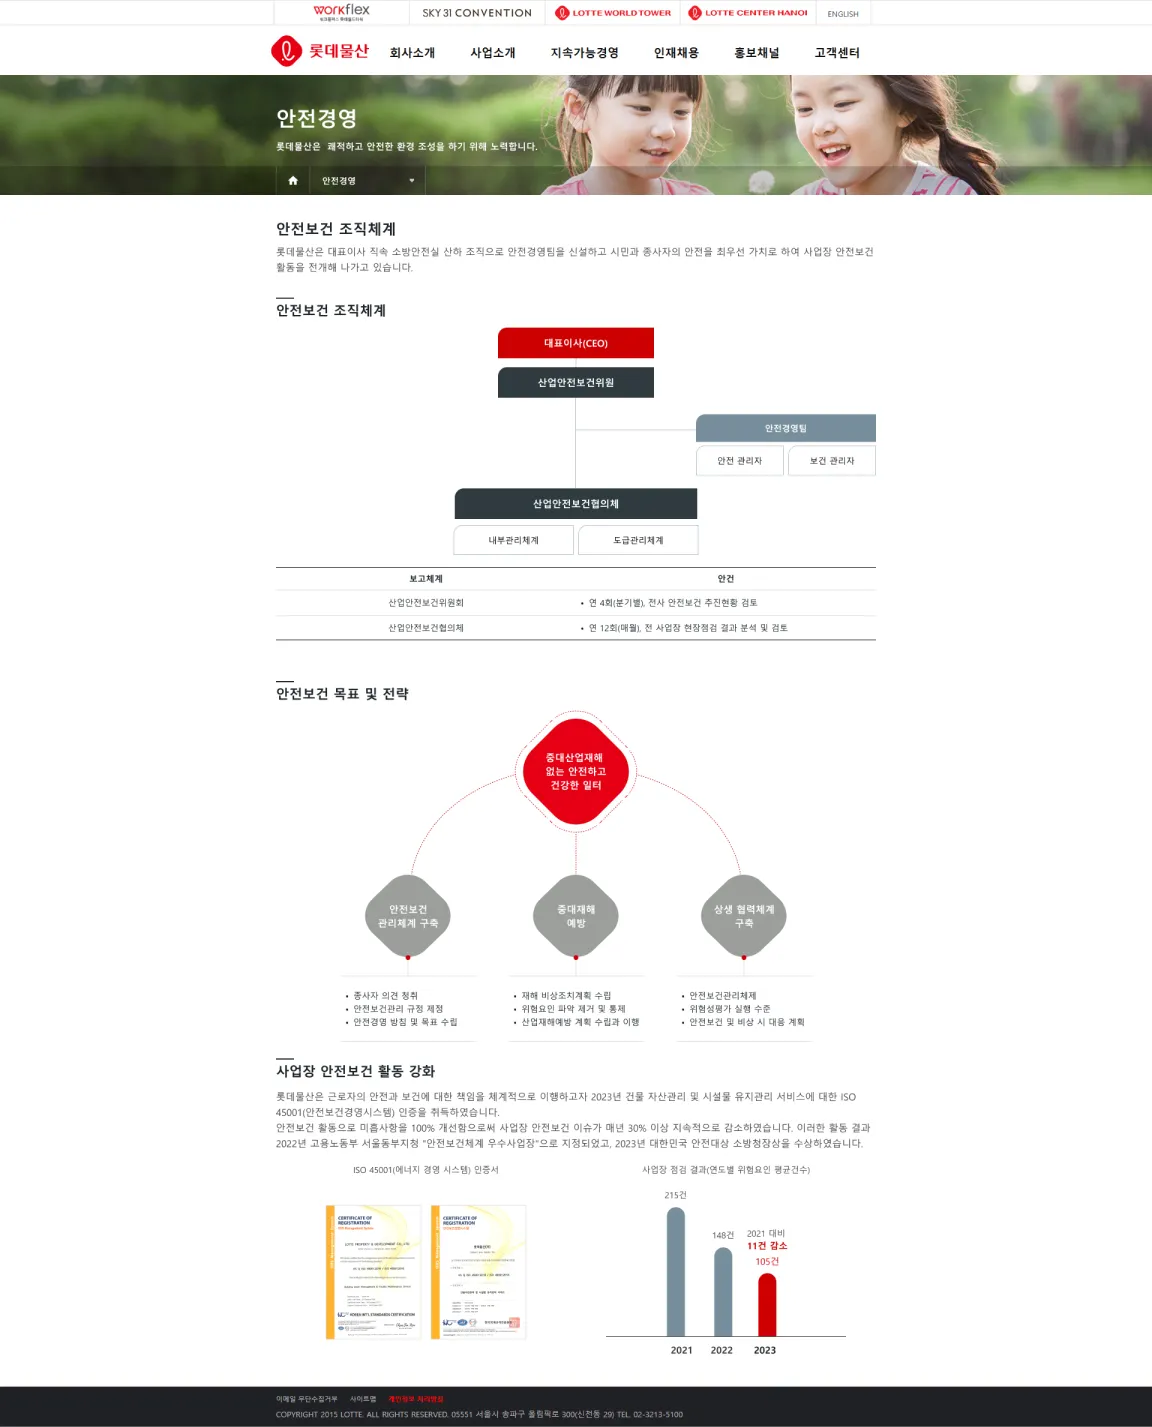 workflex
SKY 31 CONVENTION
LOTTE WORLD TOWER
LOTTE CENTER HANOI
ENGLISH
롯데물산
회사소개
사업소개
지속가능경영
인재채용
홍보채널
고객센터
안전경영
롯데물산은 쾌적하고 안전한 환경 조성을 하기 위해 노력합니다.
안전경영
안전보건 조직체계
롯데물산은 대표이사 직속 소방안전실 산하 조직으로 안전경영팀을 신설하고 시민과 종사자의 안전을 최우선 가치로 하여 사업장 안전보건
활동을 전개해 나가고 있습니다.
안전보건 조직체계
대표이사(CEO)
산업안전보건위원
안전경영팀
안전 관리자
보건 관리자
산업안전보건협의체
내부관리체계
도급관리체계
보고체계
안건
산업안전보건위원회
• 연 4회(분기별), 전사 안전보건 추진현황 검토
산업안전보건협의체
• 연 12회(매월), 전 사업장 현장점검 결과 분석 및 검토
안전보건 목표 및 전략
중대산업재해
없는 안전하고
건강한 일터
안전보건
관리체계 구축
중대재해
예방
상생 협력체계
구축
• 종사자 의견 청취
• 안전보건관리 규정 제정
• 안전경영 방침 및 목표 수립
• 재해 비상조치계획 수립
• 위험요인 파악 제거 및 통제
• 산업재해예방 계획 수립과 이행
• 안전보건관리체제
• 위험성평가 실행 수준
• 안전보건 및 비상 시 대응 계획
사업장 안전보건 활동 강화
롯데물산은 근로자의 안전과 보건에 대한 책임을 체계적으로 이행하고자 2023년 건물 자산관리 및 시설물 유지관리 서비스에 대한 ISO
45001(안전보건경영시스템) 인증을 취득하였습니다.
안전보건 활동으로 미흡사항을 100% 개선함으로써 사업장 안전보건 이슈가 매년 30% 이상 지속적으로 감소하였습니다. 이러한 활동 결과
2022년 고용노동부 서울동부지청 "안전보건체계 우수사업장"으로 지정되었고, 2023년 대한민국 안전대상 소방청장상을 수상하였습니다.
ISO 45001(에너지 경영 시스템) 인증서
CERTIFICATE OF
REGISTRATION
LOTTE PROPERTY & DEVELOPMENT CO., LTD.
KOREA INT'L STANDARDS CERTIFICATION
CERTIFICATE OF
REGISTRATION
사업장 점검 결과(연도별 위험요인 평균건수)
215건
148건
2021 대비
11건 감소
105건
2021
2022
2023
이메일 무단수집거부
사이트맵
개인정보 처리방침
COPYRIGHT 2015 LOTTE. ALL RIGHTS RESERVED. 05551 서울시 송파구 올림픽로 300(신천동 29) TEL. 02-3213-5100